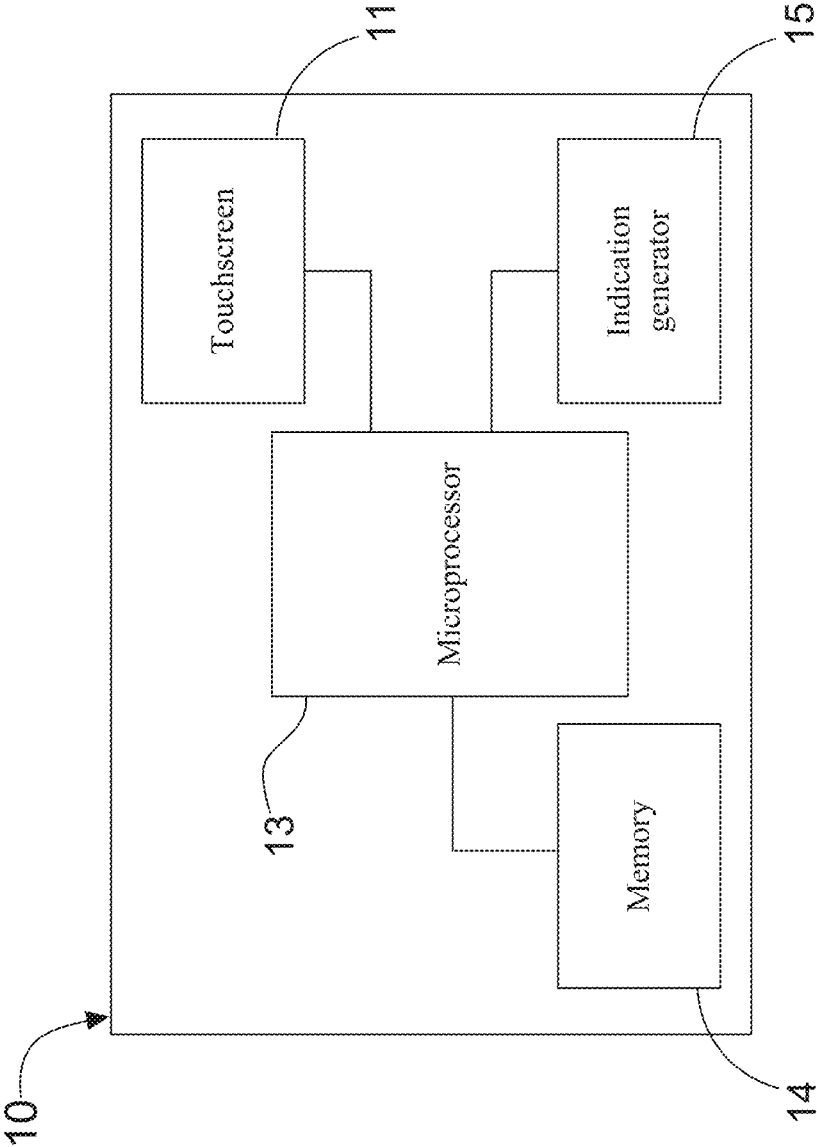 10
11
Touchscreen
13
Microprocessor
Memory
14
Indication
generator
15